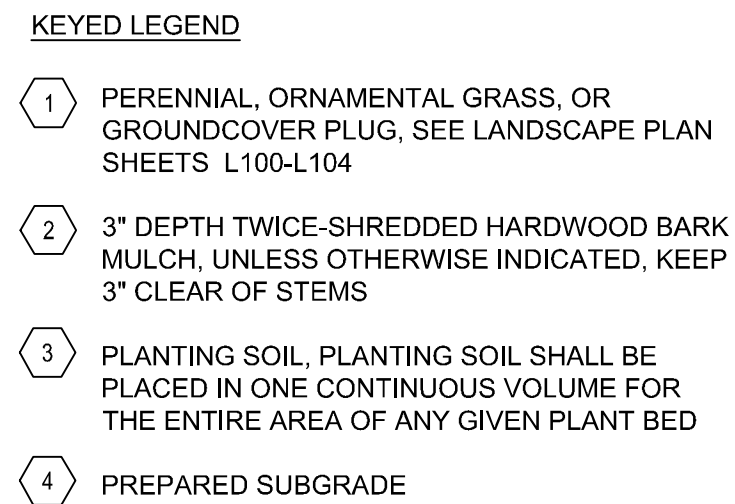 KEYED LEGEND
1 PERENNIAL, ORNAMENTAL GRASS, OR
GROUNDCOVER PLUG, SEE LANDSCAPE PLAN
SHEETS L100-L104
2 3" DEPTH TWICE-SHREDDED HARDWOOD BARK
MULCH, UNLESS OTHERWISE INDICATED, KEEP
3" CLEAR OF STEMS
3 PLANTING SOIL, PLANTING SOIL SHALL BE
PLACED IN ONE CONTINUOUS VOLUME FOR
THE ENTIRE AREA OF ANY GIVEN PLANT BED
4 PREPARED SUBGRADE